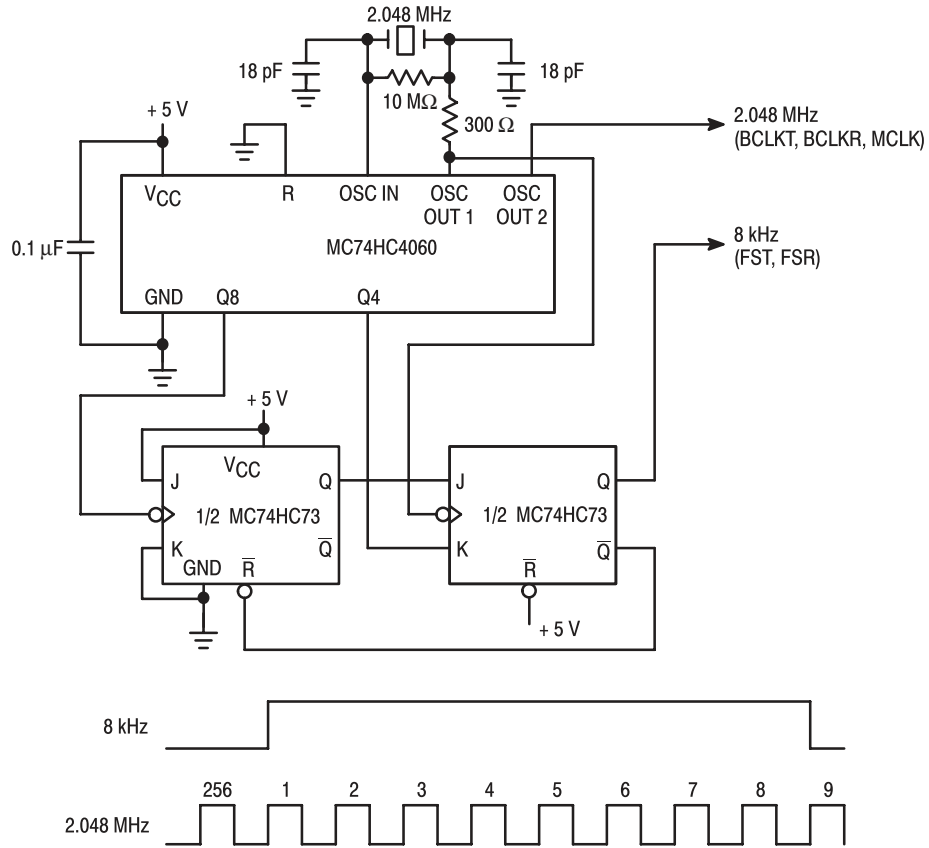 2.048 MHz
18 pF
18 pF
10 MΩ
300 Ω
+ 5 V
2.048 MHz
(BCLKT, BCLKR, MCLK)
VCC
R
OSC IN
OSC
OUT 1
OSC
OUT 2
0.1 μF
MC74HC4060
8 kHz
(FST, FSR)
GND
Q8
Q4
+ 5 V
VCC
J
Q
1/2 MC74HC73
K
Q̅
GND
R̅
J
Q
1/2 MC74HC73
K
Q̅
R̅
+ 5 V
8 kHz
256 1 2 3 4 5 6 7 8 9
2.048 MHz